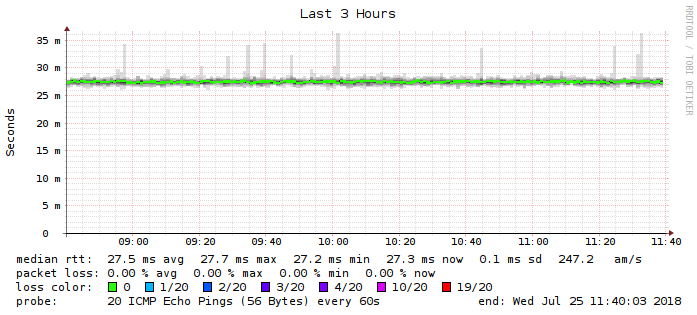 Last 3 Hours
RRDTOOL / TOBI OETIKER
Seconds
35 m
30 m
25 m
20 m
15 m
10 m
5 m
0
09:00 09:20 09:40 10:00 10:20 10:40 11:00 11:20 11:40
median rtt: 27.5 ms avg 27.7 ms max 27.2 ms min 27.3 ms now 0.1 ms sd 247.2 am/s
packet loss: 0.00 % avg 0.00 % max 0.00 % min 0.00 % now
loss color: 0 1/20 2/20 3/20 4/20 10/20 19/20
probe: 20 ICMP Echo Pings (56 Bytes) every 60s end: Wed Jul 25 11:40:03 2018